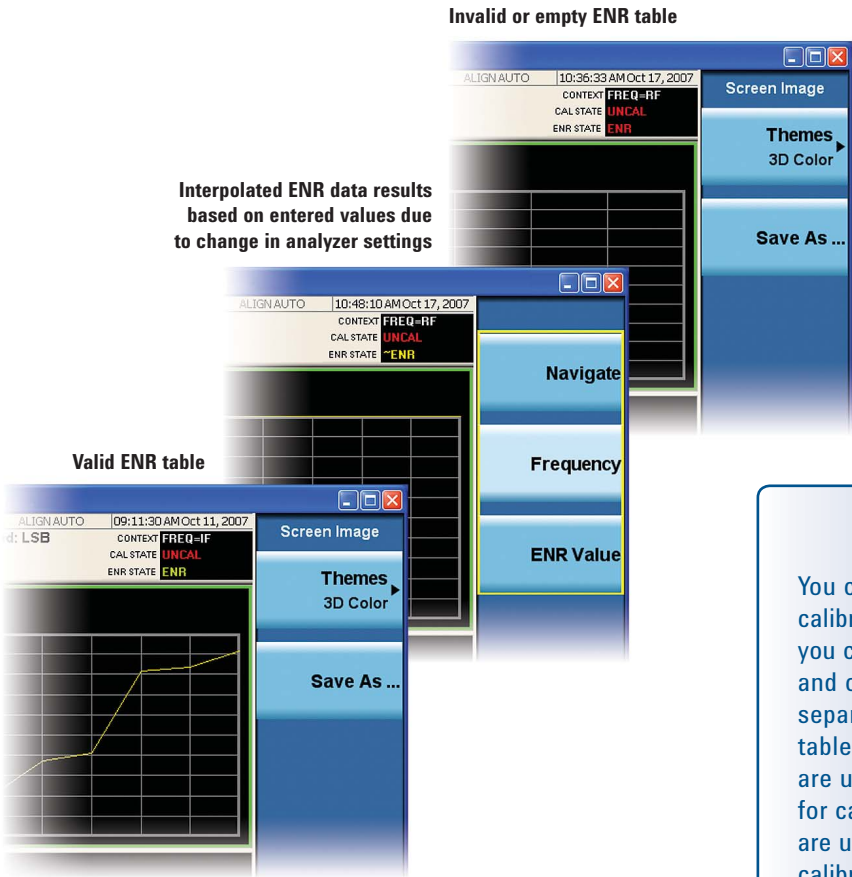 Invalid or empty ENR table
ALIGN AUTO 10:36:33 AM Oct 17, 2007
CONTEXT FREQ=RF
CAL STATE UNCAL
ENR STATE ENR
Screen Image
Themes
3D Color
Save As ...
Interpolated ENR data results
based on entered values due
to change in analyzer settings
ALIGN AUTO 10:48:10 AM Oct 17, 2007
CONTEXT FREQ=RF
CAL STATE UNCAL
ENR STATE ~ENR
Navigate
Frequency
ENR Value
Valid ENR table
ALIGN AUTO 09:11:30 AM Oct 11, 2007
d: LSB CONTEXT FREQ=IF
CAL STATE UNCAL
ENR STATE ENR
Screen Image
Themes
3D Color
Save As ...
You c
calibr
you c
and c
separ
table
are u
for ca
are u
calibr